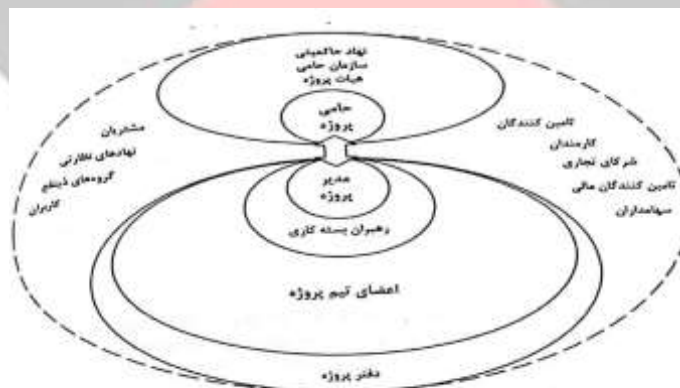 نهاد حاکمیتی
سازمان حامی
هیات پروژه
حامی
پروژه
مشتریان
نهادهای نظارتی
گروه‌های ذینفع
کاربران
تامین کنندگان
کارمندان
شرکای تجاری
تامین کنندگان مالی
سهامداران
مدیر
پروژه
رهبران بسته کاری
اعضای تیم پروژه
دفتر پروژه